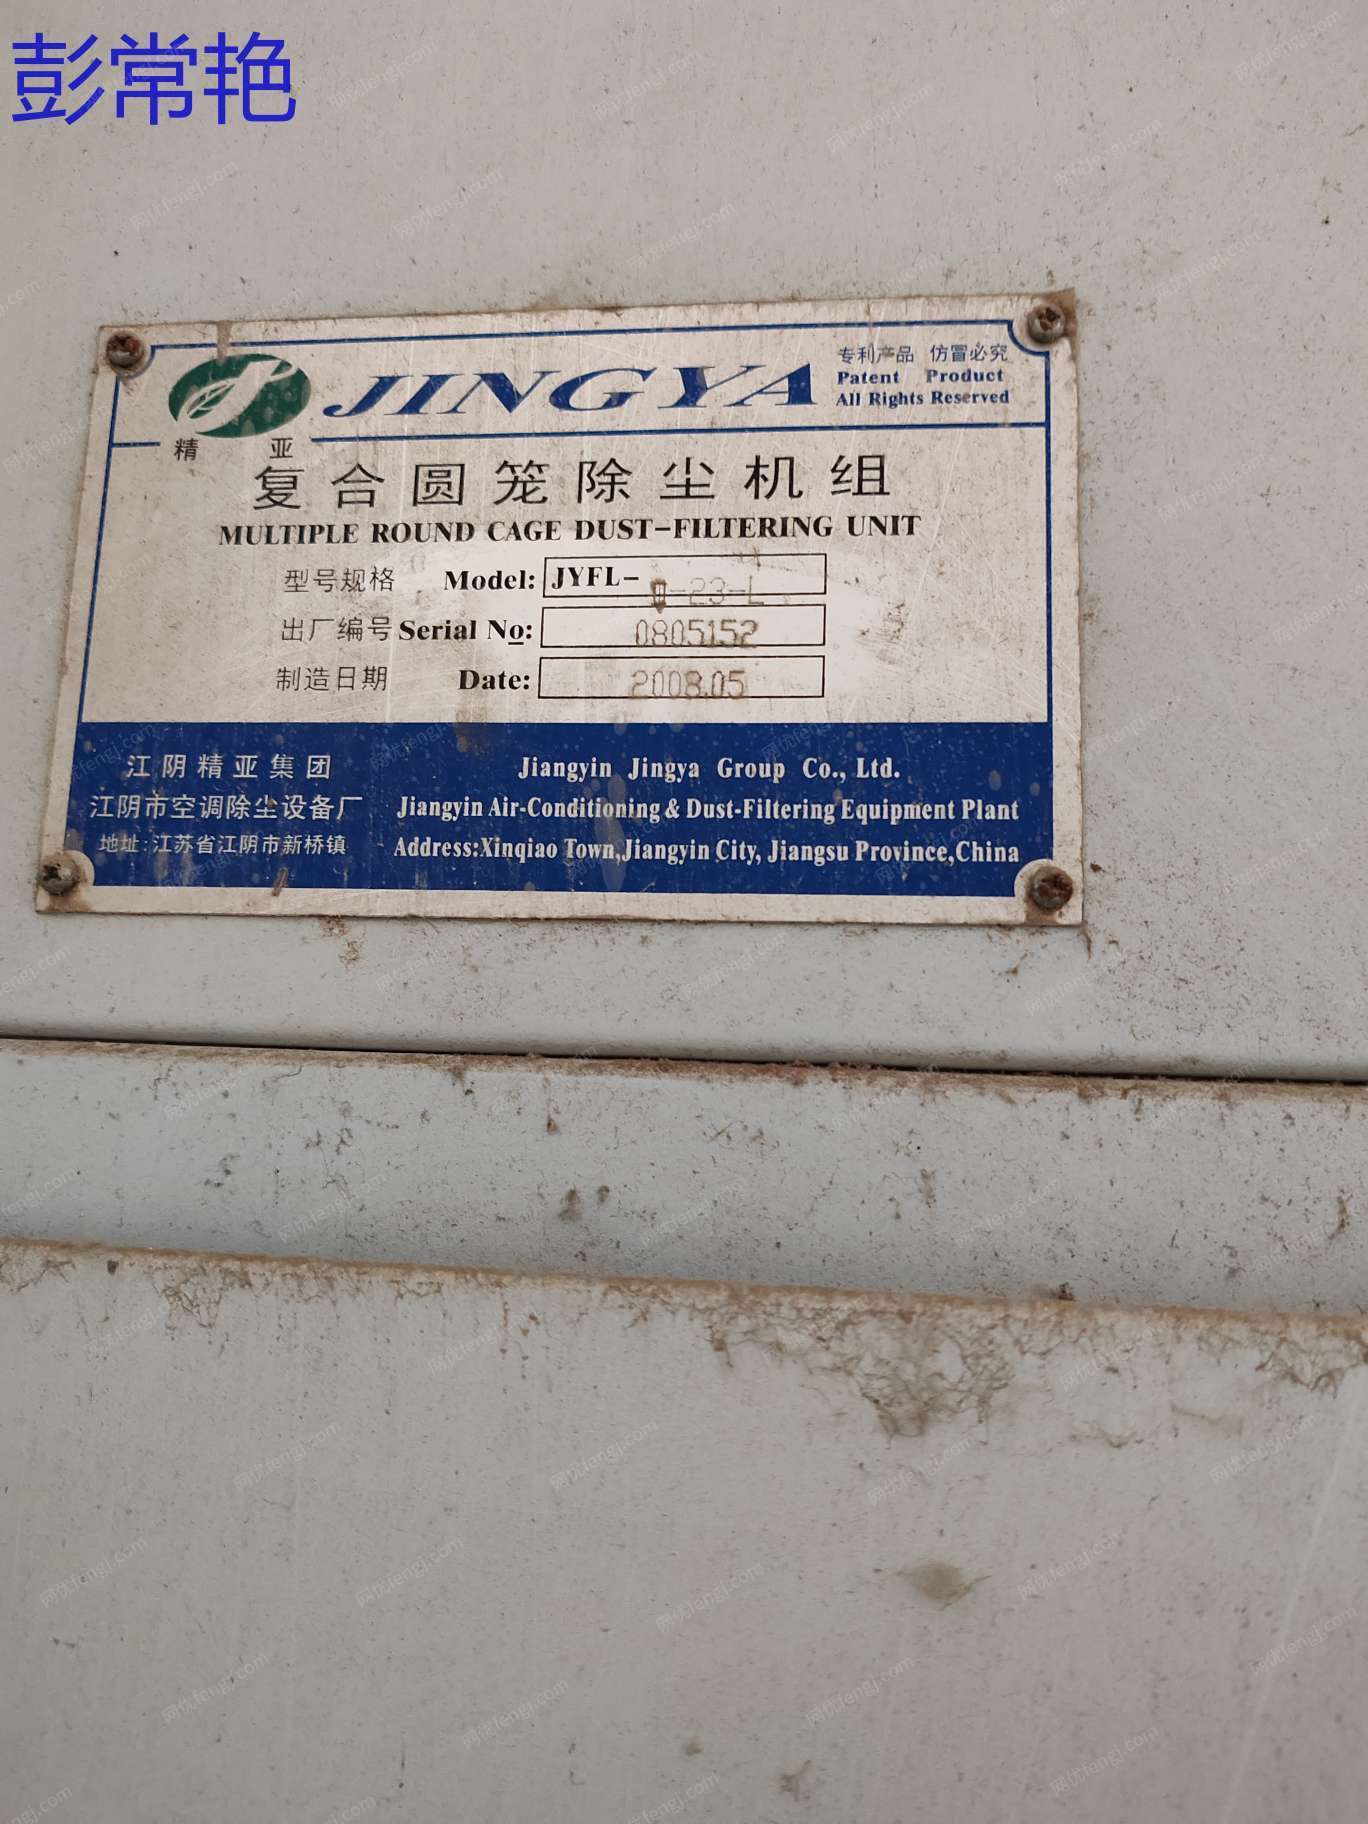 彭常艳
专利产品 仿冒必究
JINGYA
Patent Product
All Rights Reserved
精亚
复合圆笼除尘机组
MULTIPLE ROUND CAGE DUST-FILTERING UNIT
型号规格 Model: JYFL-Ⅲ-23-L
出厂编号 Serial No: 0805152
制造日期 Date: 2008.05
江阴精亚集团 Jiangyin Jingya Group Co., Ltd.
江阴市空调除尘设备厂 Jiangyin Air-Conditioning & Dust-Filtering Equipment Plant
地址:江苏省江阴市新桥镇 Address:Xinqiao Town,Jiangyin City, Jiangsu Province,China